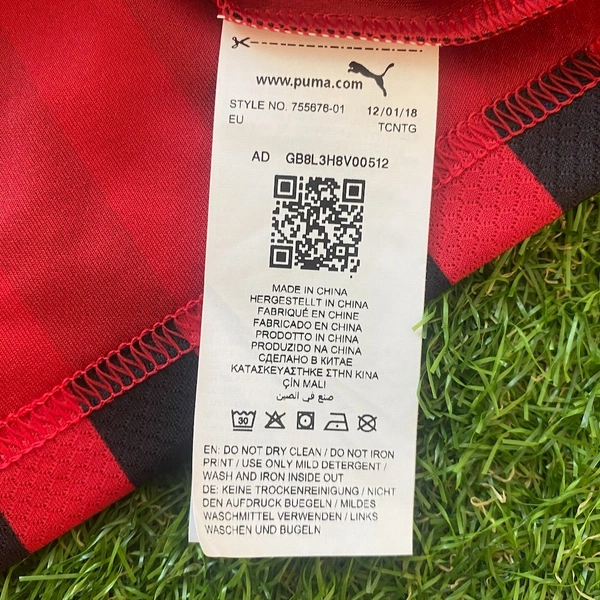 www.puma.com
STYLE NO. 755676-01 12/01/18
EU TCNTG
AD GB8L3H8V00512
MADE IN CHINA
HERGESTELLT IN CHINA
FABRIQUÉ EN CHINE
FABRICADO EN CHINA
PRODOTTO IN CHINA
PRODUZIDO NA CHINA
СДЕЛАНО В КИТАЕ
ΚΑΤΑΣΚΕΥΑΣΤΗΚΕ ΣΤΗΝ ΚΙΝΑ
ÇİN MALI
صنع في الصين
30
EN: DO NOT DRY CLEAN / DO NOT IRON
PRINT / USE ONLY MILD DETERGENT /
WASH AND IRON INSIDE OUT
DE: KEINE TROCKENREINIGUNG / NICHT
DEN AUFDRUCK BUEGELN / MILDES
WASCHMITTEL VERWENDEN / LINKS
WASCHEN UND BUGELN